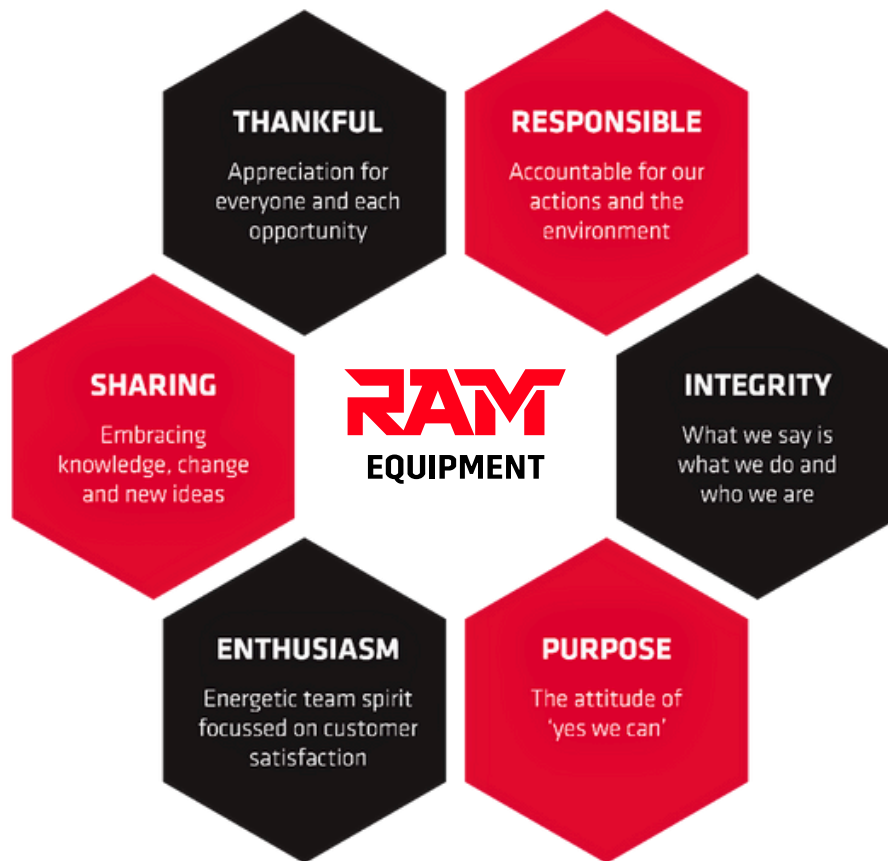 THANKFUL
Appreciation for
everyone and each
opportunity
RESPONSIBLE
Accountable for our
actions and the
environment
SHARING
Embracing
knowledge, change
and new ideas
RAM
EQUIPMENT
INTEGRITY
What we say is
what we do and
who we are
ENTHUSIASM
Energetic team spirit
focussed on customer
satisfaction
PURPOSE
The attitude of
‘yes we can’